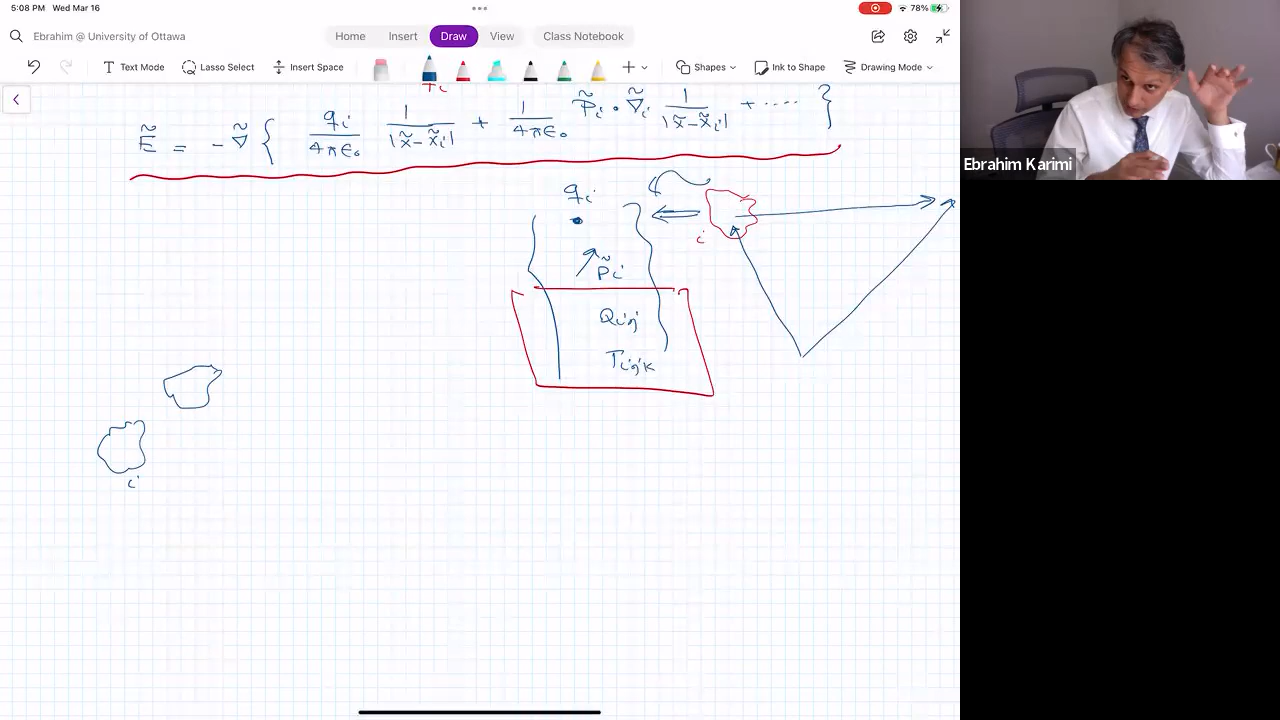 5:08 PM Wed Mar 16
78%
Ebrahim @ University of Ottawa
Home Insert Draw View Class Notebook
Text Mode Lasso Select Insert Space Shapes Ink to Shape Drawing Mode
Ẽ = - ∇̃ { qᵢ/4πϵ₀ 1/|x̃-x̃ᵢ| + 1/4πϵ₀ P̃ᵢ · ∇̃ᵢ 1/|x̃-x̃ᵢ| + .... }
qᵢ
i
P̃ᵢ
Qᵢⱼ
Tᵢⱼₖ
i
Ebrahim Karimi